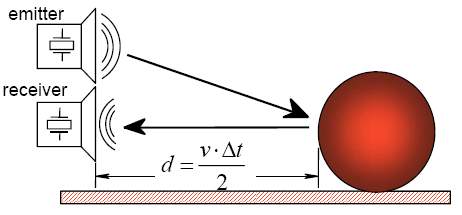 emitter
receiver
d = v·Δt / 2